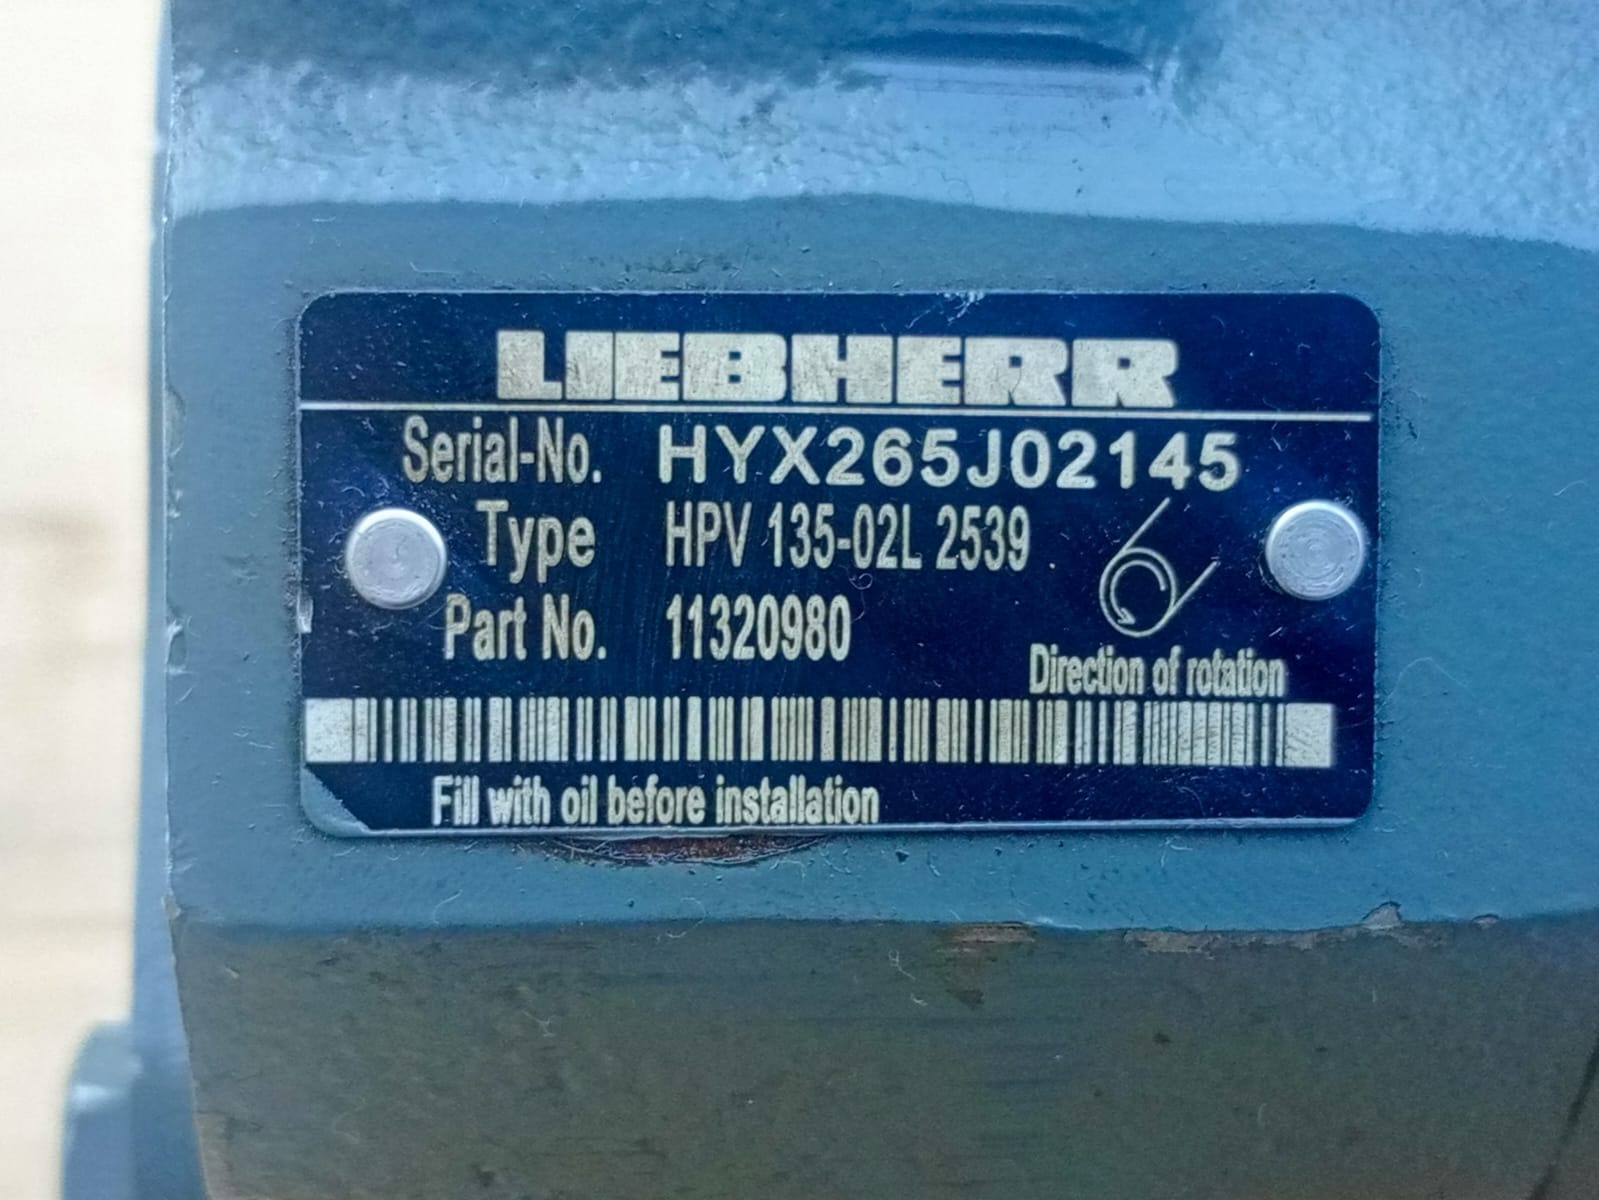 LIEBHERR
Serial-No. HYX265J02145
Type HPV 135-02L 2539
Part No. 11320980
Direction of rotation
Fill with oil before installation